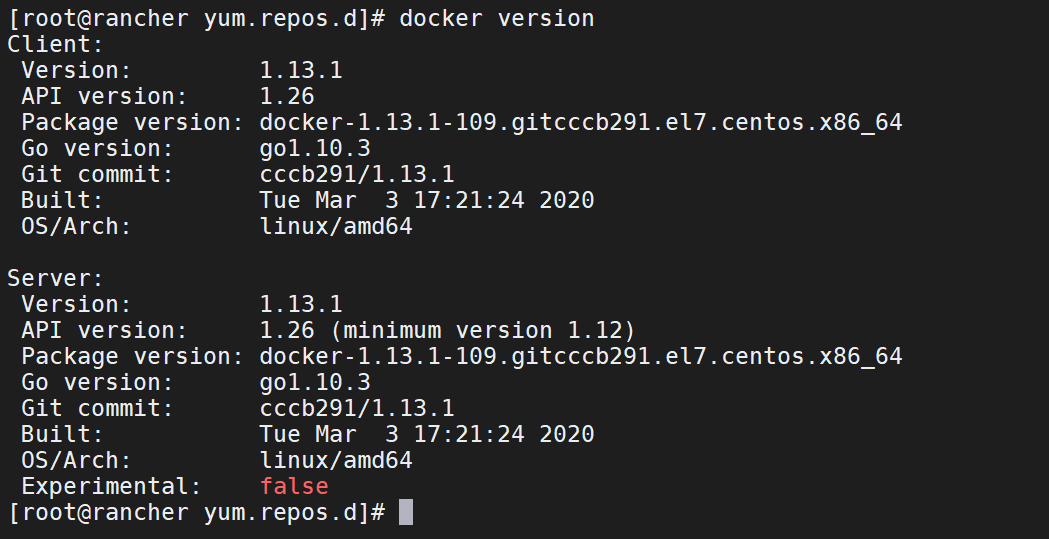 [root@rancher yum.repos.d]# docker version
Client:
 Version:         1.13.1
 API version:     1.26
 Package version: docker-1.13.1-109.gitcccb291.el7.centos.x86_64
 Go version:      go1.10.3
 Git commit:      cccb291/1.13.1
 Built:           Tue Mar  3 17:21:24 2020
 OS/Arch:         linux/amd64

Server:
 Version:         1.13.1
 API version:     1.26 (minimum version 1.12)
 Package version: docker-1.13.1-109.gitcccb291.el7.centos.x86_64
 Go version:      go1.10.3
 Git commit:      cccb291/1.13.1
 Built:           Tue Mar  3 17:21:24 2020
 OS/Arch:         linux/amd64
 Experimental:    false
[root@rancher yum.repos.d]#